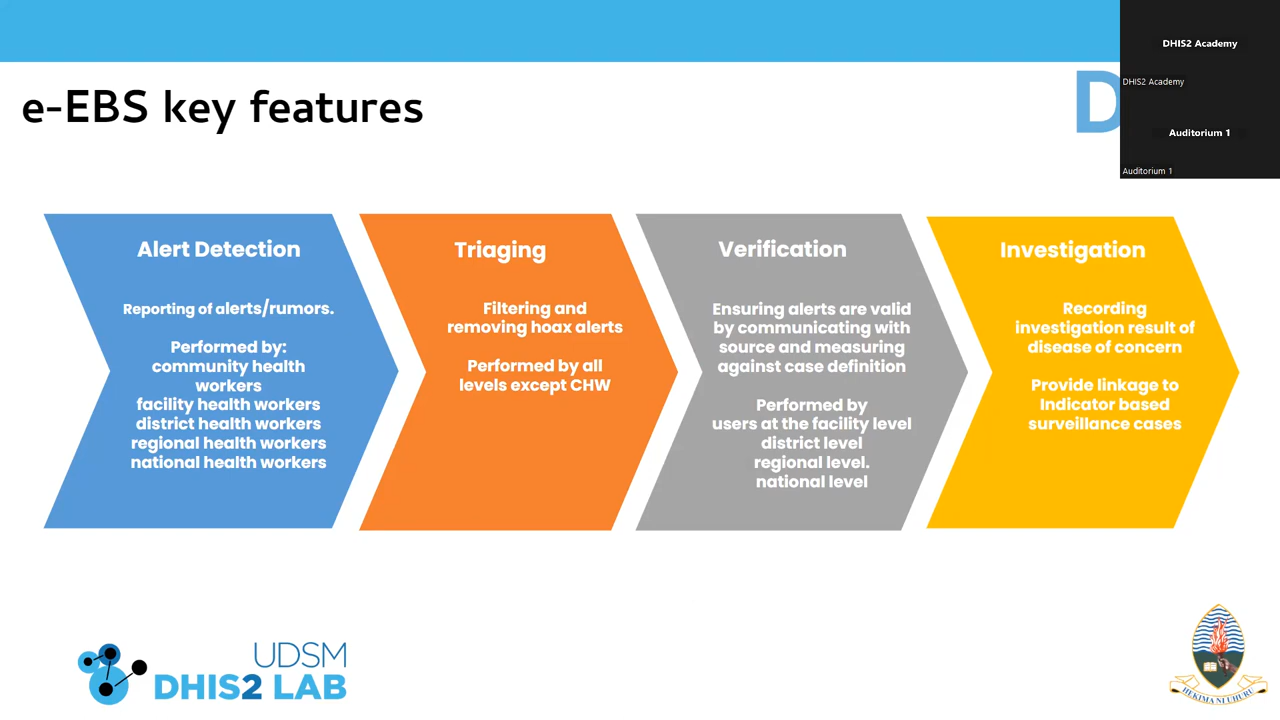 DHIS2 Academy
DHIS2 Academy
Auditorium 1
Auditorium 1
D
e-EBS key features
Alert Detection
Reporting of alerts/rumors.
Performed by:
community health
workers
facility health workers
district health workers
regional health workers
national health workers
Triaging
Filtering and
removing hoax alerts
Performed by all
levels except CHW
Verification
Ensuring alerts are valid
by communicating with
source and measuring
against case definition
Performed by
users at the facility level
district level
regional level.
national level
Investigation
Recording
investigation result of
disease of concern
Provide linkage to
Indicator based
surveillance cases
UDSM
DHIS2 LAB
HEKIMA NI UHURU